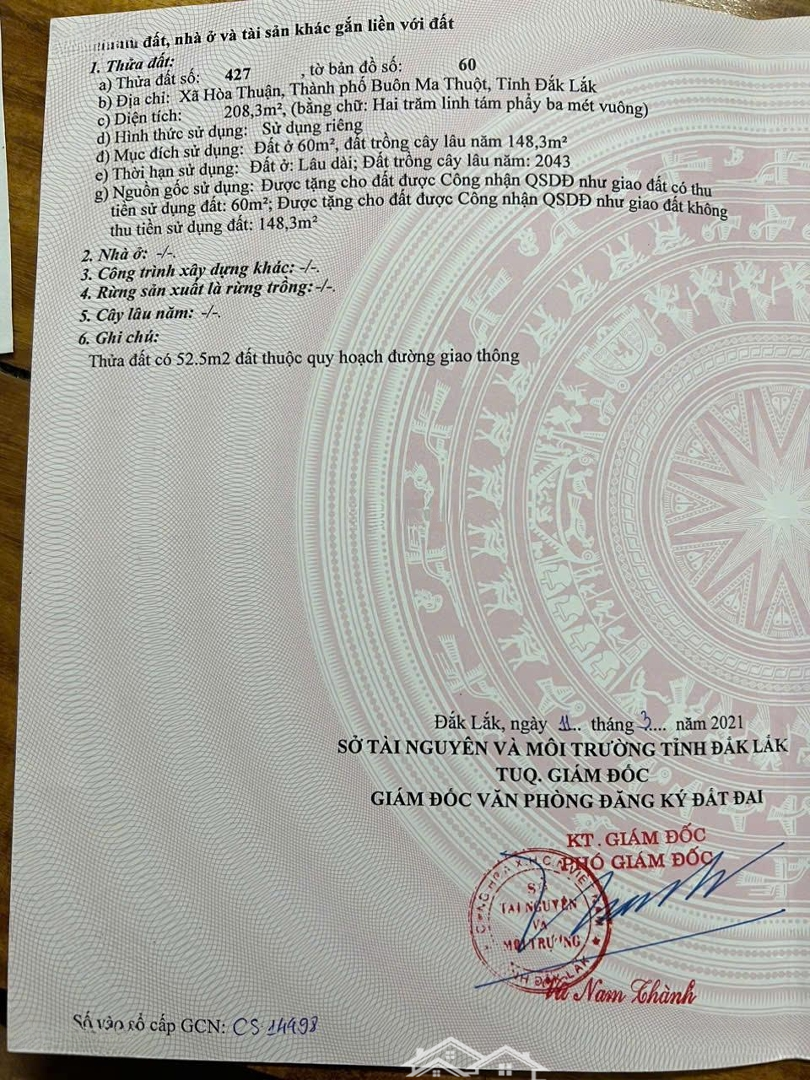 đất, nhà ở và tài sản khác gắn liền với đất
1. Thửa đất:
a) Thửa đất số: 427 , tờ bản đồ số: 60
b) Địa chỉ: Xã Hòa Thuận, Thành phố Buôn Ma Thuột, Tỉnh Đắk Lắk
c) Diện tích: 208,3m², (bằng chữ: Hai trăm linh tám phẩy ba mét vuông)
d) Hình thức sử dụng: Sử dụng riêng
đ) Mục đích sử dụng: Đất ở 60m², đất trồng cây lâu năm 148,3m²
e) Thời hạn sử dụng: Đất ở: Lâu dài; Đất trồng cây lâu năm: 2043
g) Nguồn gốc sử dụng: Được tặng cho đất được Công nhận QSDĐ như giao đất có thu
tiền sử dụng đất: 60m²; Được tặng cho đất được Công nhận QSDĐ như giao đất không
thu tiền sử dụng đất: 148,3m²
2. Nhà ở: -/-.
3. Công trình xây dựng khác: -/-.
4. Rừng sản xuất là rừng trồng: -/-.
5. Cây lâu năm: -/-.
6. Ghi chú:
Thửa đất có 52.5m2 đất thuộc quy hoạch đường giao thông
Đắk Lắk, ngày 11.. tháng 3.... năm 2021
SỞ TÀI NGUYÊN VÀ MÔI TRƯỜNG TỈNH ĐẮK LẮK
TUQ. GIÁM ĐỐC
GIÁM ĐỐC VĂN PHÒNG ĐĂNG KÝ ĐẤT ĐAI
KT. GIÁM ĐỐC
PHÓ GIÁM ĐỐC
SỞ
TÀI NGUYÊN
VÀ
MÔI TRƯỜNG
Nam Thành
Số vào sổ cấp GCN: CS 14498